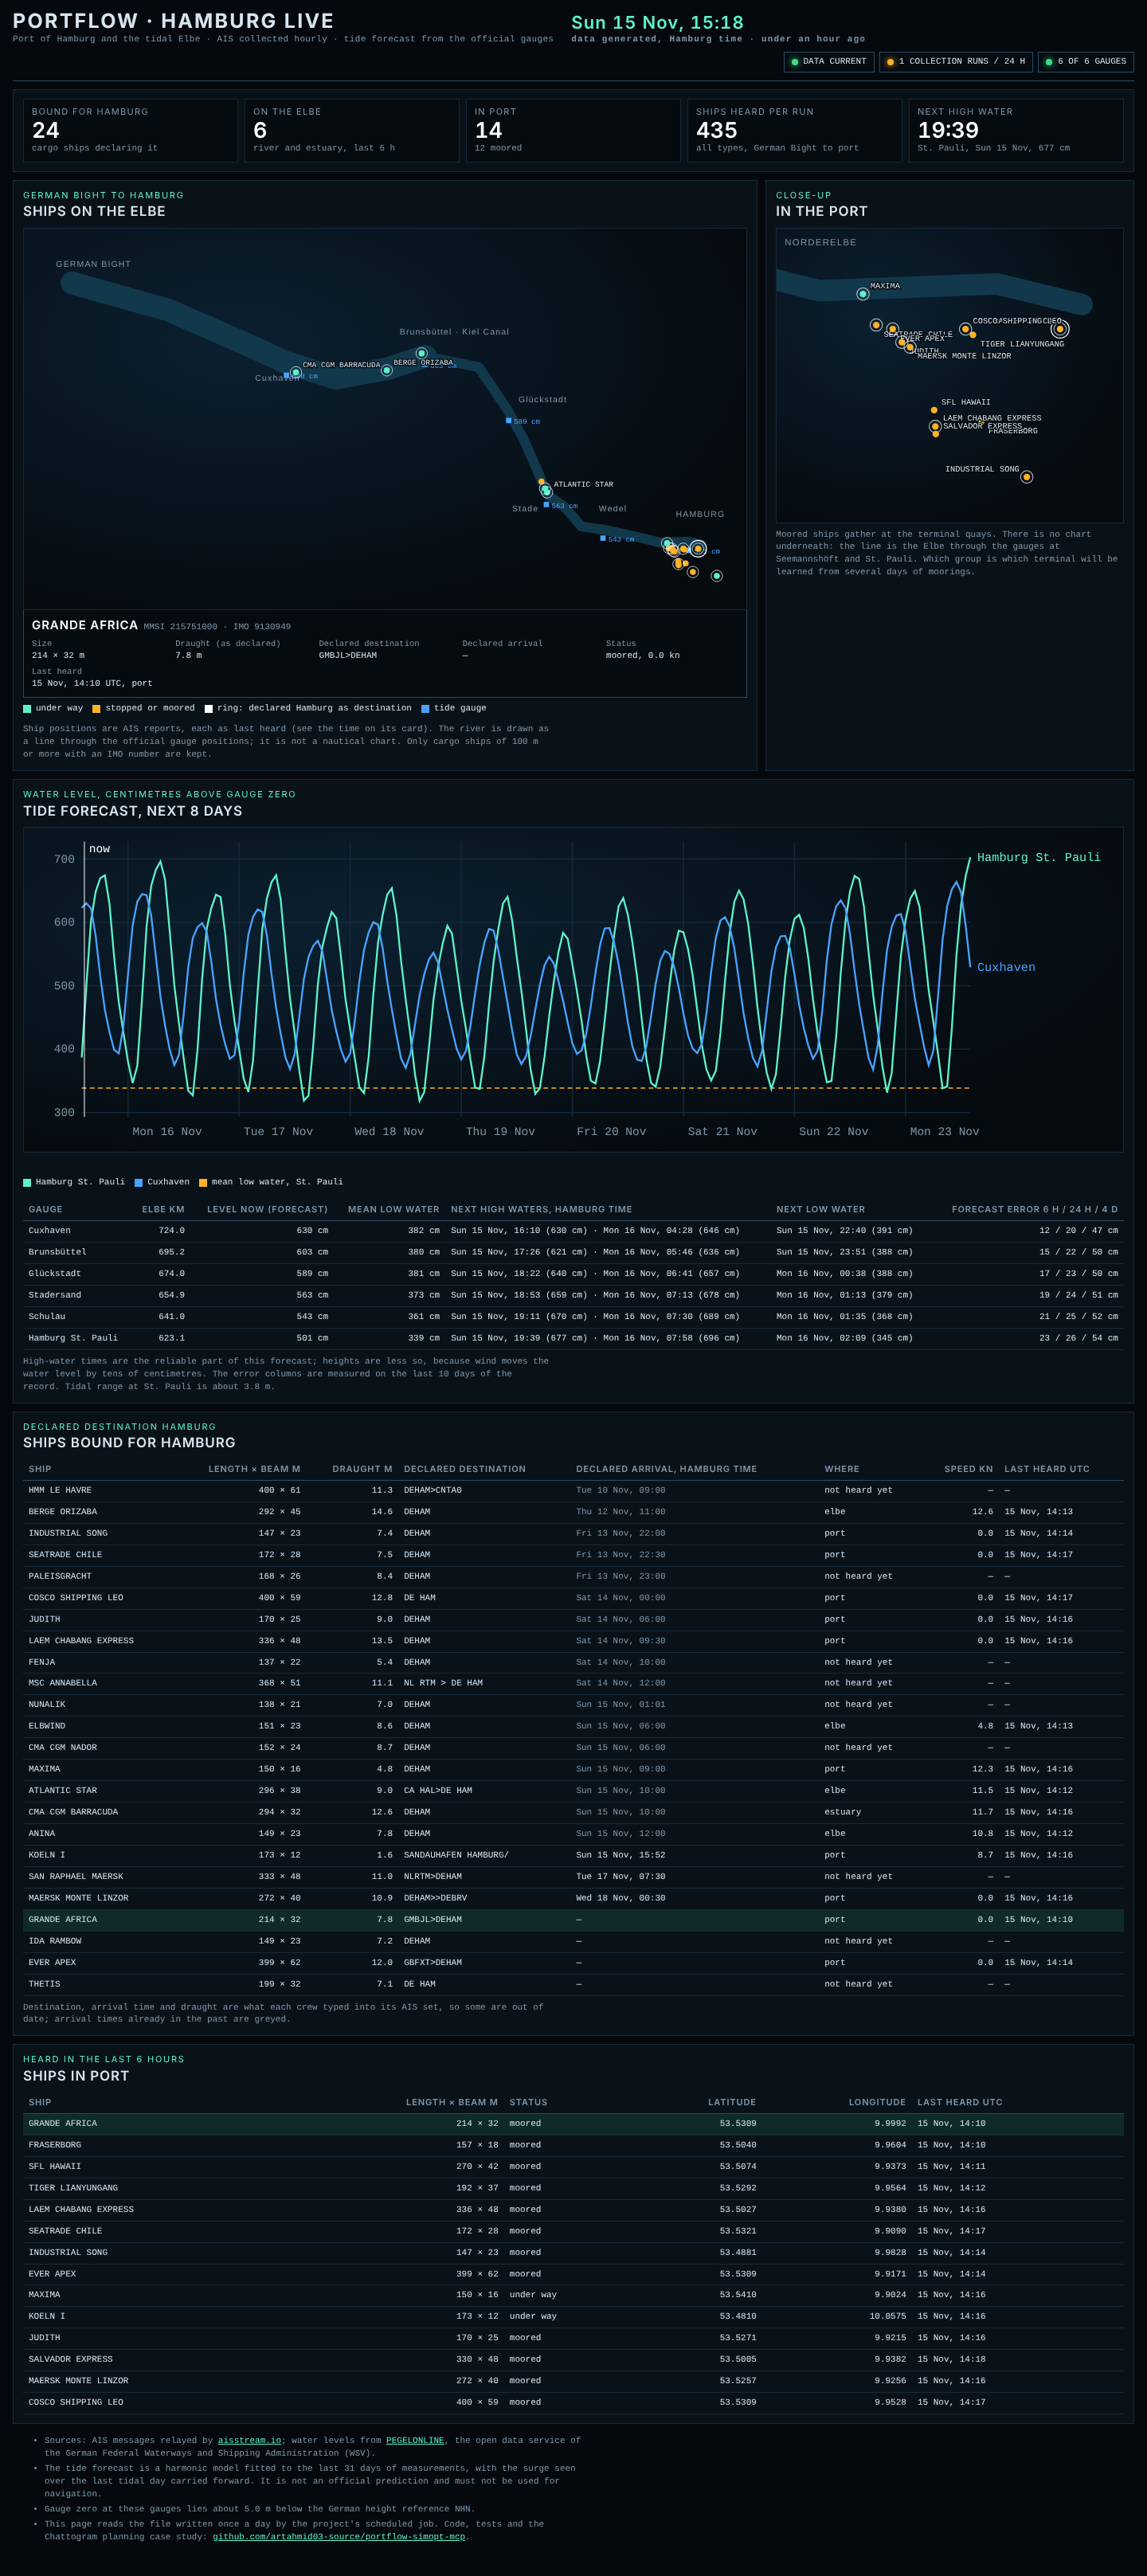 PORTFLOW · HAMBURG LIVE
Port of Hamburg and the tidal Elbe · AIS collected hourly · tide forecast from the official gauges
Sun 15 Nov, 15:18
data generated, Hamburg time · under an hour ago
DATA CURRENT
1 COLLECTION RUNS / 24 H
6 OF 6 GAUGES
BOUND FOR HAMBURG
24
cargo ships declaring it
ON THE ELBE
6
river and estuary, last 6 h
IN PORT
14
12 moored
SHIPS HEARD PER RUN
435
all types, German Bight to port
NEXT HIGH WATER
19:39
St. Pauli, Sun 15 Nov, 677 cm
GERMAN BIGHT TO HAMBURG
SHIPS ON THE ELBE
GERMAN BIGHT
Brunsbüttel · Kiel Canal
CMA CGM BARRACUDA
BERGE ORIZABA
Cuxhaven
cm
Glückstadt
589 cm
ATLANTIC STAR
Stade
563 cm
Wedel
HAMBURG
543 cm
cm
GRANDE AFRICA MMSI 215751000 · IMO 9130949
Size
214 × 32 m
Draught (as declared)
7.8 m
Declared destination
GMBJL>DEHAM
Declared arrival
—
Status
moored, 0.0 kn
Last heard
15 Nov, 14:10 UTC, port
under way
stopped or moored
ring: declared Hamburg as destination
tide gauge
Ship positions are AIS reports, each as last heard (see the time on its card). The river is drawn as
a line through the official gauge positions; it is not a nautical chart. Only cargo ships of 100 m
or more with an IMO number are kept.
CLOSE-UP
IN THE PORT
NORDERELBE
MAXIMA
COSCO SHIPPING LEO
SEATRADE CHILE
EVER APEX
TIGER LIANYUNGANG
JUDITH
MAERSK MONTE LINZOR
SFL HAWAII
LAEM CHABANG EXPRESS
SALVADOR EXPRESS
FRASERBORG
INDUSTRIAL SONG
Moored ships gather at the terminal quays. There is no chart
underneath: the line is the Elbe through the gauges at
Seemannshöft and St. Pauli. Which group is which terminal will be
learned from several days of moorings.
WATER LEVEL, CENTIMETRES ABOVE GAUGE ZERO
TIDE FORECAST, NEXT 8 DAYS
now
700
600
500
400
300
Hamburg St. Pauli
Cuxhaven
Mon 16 Nov
Tue 17 Nov
Wed 18 Nov
Thu 19 Nov
Fri 20 Nov
Sat 21 Nov
Sun 22 Nov
Mon 23 Nov
Hamburg St. Pauli
Cuxhaven
mean low water, St. Pauli
GAUGE ELBE KM LEVEL NOW (FORECAST) MEAN LOW WATER NEXT HIGH WATERS, HAMBURG TIME NEXT LOW WATER FORECAST ERROR 6 H / 24 H / 4 D
Cuxhaven 724.0 630 cm 382 cm Sun 15 Nov, 16:10 (630 cm) · Mon 16 Nov, 04:28 (646 cm) Sun 15 Nov, 22:40 (391 cm) 12 / 20 / 47 cm
Brunsbüttel 695.2 603 cm 380 cm Sun 15 Nov, 17:26 (621 cm) · Mon 16 Nov, 05:46 (636 cm) Sun 15 Nov, 23:51 (388 cm) 15 / 22 / 50 cm
Glückstadt 674.0 589 cm 381 cm Sun 15 Nov, 18:22 (640 cm) · Mon 16 Nov, 06:41 (657 cm) Mon 16 Nov, 00:38 (388 cm) 17 / 23 / 50 cm
Stadersand 654.9 563 cm 373 cm Sun 15 Nov, 18:53 (659 cm) · Mon 16 Nov, 07:13 (678 cm) Mon 16 Nov, 01:13 (379 cm) 19 / 24 / 51 cm
Schulau 641.0 543 cm 361 cm Sun 15 Nov, 19:11 (670 cm) · Mon 16 Nov, 07:30 (689 cm) Mon 16 Nov, 01:35 (368 cm) 21 / 25 / 52 cm
Hamburg St. Pauli 623.1 501 cm 339 cm Sun 15 Nov, 19:39 (677 cm) · Mon 16 Nov, 07:58 (696 cm) Mon 16 Nov, 02:09 (345 cm) 23 / 26 / 54 cm
High-water times are the reliable part of this forecast; heights are less so, because wind moves the
water level by tens of centimetres. The error columns are measured on the last 10 days of the
record. Tidal range at St. Pauli is about 3.8 m.
DECLARED DESTINATION HAMBURG
SHIPS BOUND FOR HAMBURG
SHIP LENGTH × BEAM M DRAUGHT M DECLARED DESTINATION DECLARED ARRIVAL, HAMBURG TIME WHERE SPEED KN LAST HEARD UTC
HMM LE HAVRE 400 × 61 11.3 DEHAM>CNTA0 Tue 10 Nov, 09:00 not heard yet — —
BERGE ORIZABA 292 × 45 14.6 DEHAM Thu 12 Nov, 11:00 elbe 12.6 15 Nov, 14:13
INDUSTRIAL SONG 147 × 23 7.4 DEHAM Fri 13 Nov, 22:00 port 0.0 15 Nov, 14:14
SEATRADE CHILE 172 × 28 7.5 DEHAM Fri 13 Nov, 22:30 port 0.0 15 Nov, 14:17
PALEISGRACHT 168 × 26 8.4 DEHAM Fri 13 Nov, 23:00 not heard yet — —
COSCO SHIPPING LEO 400 × 59 12.8 DE HAM Sat 14 Nov, 00:00 port 0.0 15 Nov, 14:17
JUDITH 170 × 25 9.0 DEHAM Sat 14 Nov, 06:00 port 0.0 15 Nov, 14:16
LAEM CHABANG EXPRESS 336 × 48 13.5 DEHAM Sat 14 Nov, 09:30 port 0.0 15 Nov, 14:16
FENJA 137 × 22 5.4 DEHAM Sat 14 Nov, 10:00 not heard yet — —
MSC ANNABELLA 368 × 51 11.1 NL RTM > DE HAM Sat 14 Nov, 12:00 not heard yet — —
NUNALIK 138 × 21 7.0 DEHAM Sun 15 Nov, 01:01 not heard yet — —
ELBWIND 151 × 23 8.6 DEHAM Sun 15 Nov, 06:00 elbe 4.8 15 Nov, 14:13
CMA CGM NADOR 152 × 24 8.7 DEHAM Sun 15 Nov, 06:00 not heard yet — —
MAXIMA 150 × 16 4.8 DEHAM Sun 15 Nov, 09:00 port 12.3 15 Nov, 14:16
ATLANTIC STAR 296 × 38 9.0 CA HAL>DE HAM Sun 15 Nov, 10:00 elbe 11.5 15 Nov, 14:12
CMA CGM BARRACUDA 294 × 32 12.6 DEHAM Sun 15 Nov, 10:00 estuary 11.7 15 Nov, 14:16
ANINA 149 × 23 7.8 DEHAM Sun 15 Nov, 12:00 elbe 10.8 15 Nov, 14:12
KOELN I 173 × 12 1.6 SANDAUHAFEN HAMBURG/ Sun 15 Nov, 15:52 port 8.7 15 Nov, 14:16
SAN RAPHAEL MAERSK 333 × 48 11.0 NLRTM>DEHAM Tue 17 Nov, 07:30 not heard yet — —
MAERSK MONTE LINZOR 272 × 40 10.9 DEHAM>>DEBRV Wed 18 Nov, 00:30 port 0.0 15 Nov, 14:16
GRANDE AFRICA 214 × 32 7.8 GMBJL>DEHAM — port 0.0 15 Nov, 14:10
IDA RAMBOW 149 × 23 7.2 DEHAM — not heard yet — —
EVER APEX 399 × 62 12.0 GBFXT>DEHAM — port 0.0 15 Nov, 14:14
THETIS 199 × 32 7.1 DE HAM — not heard yet — —
Destination, arrival time and draught are what each crew typed into its AIS set, so some are out of
date; arrival times already in the past are greyed.
HEARD IN THE LAST 6 HOURS
SHIPS IN PORT
SHIP LENGTH × BEAM M STATUS LATITUDE LONGITUDE LAST HEARD UTC
GRANDE AFRICA 214 × 32 moored 53.5309 9.9992 15 Nov, 14:10
FRASERBORG 157 × 18 moored 53.5040 9.9604 15 Nov, 14:10
SFL HAWAII 270 × 42 moored 53.5074 9.9373 15 Nov, 14:11
TIGER LIANYUNGANG 192 × 37 moored 53.5292 9.9564 15 Nov, 14:12
LAEM CHABANG EXPRESS 336 × 48 moored 53.5027 9.9380 15 Nov, 14:16
SEATRADE CHILE 172 × 28 moored 53.5321 9.9090 15 Nov, 14:17
INDUSTRIAL SONG 147 × 23 moored 53.4881 9.9828 15 Nov, 14:14
EVER APEX 399 × 62 moored 53.5309 9.9171 15 Nov, 14:14
MAXIMA 150 × 16 under way 53.5410 9.9024 15 Nov, 14:16
KOELN I 173 × 12 under way 53.4810 10.0575 15 Nov, 14:16
JUDITH 170 × 25 moored 53.5271 9.9215 15 Nov, 14:16
SALVADOR EXPRESS 330 × 48 moored 53.5005 9.9382 15 Nov, 14:18
MAERSK MONTE LINZOR 272 × 40 moored 53.5257 9.9256 15 Nov, 14:16
COSCO SHIPPING LEO 400 × 59 moored 53.5309 9.9528 15 Nov, 14:17
• Sources: AIS messages relayed by aisstream.io; water levels from PEGELONLINE, the open data service of
the German Federal Waterways and Shipping Administration (WSV).
• The tide forecast is a harmonic model fitted to the last 31 days of measurements, with the surge seen
over the last tidal day carried forward. It is not an official prediction and must not be used for
navigation.
• Gauge zero at these gauges lies about 5.0 m below the German height reference NHN.
• This page reads the file written once a day by the project's scheduled job. Code, tests and the
Chattogram planning case study: github.com/artahmid03-source/portflow-simopt-mcp.